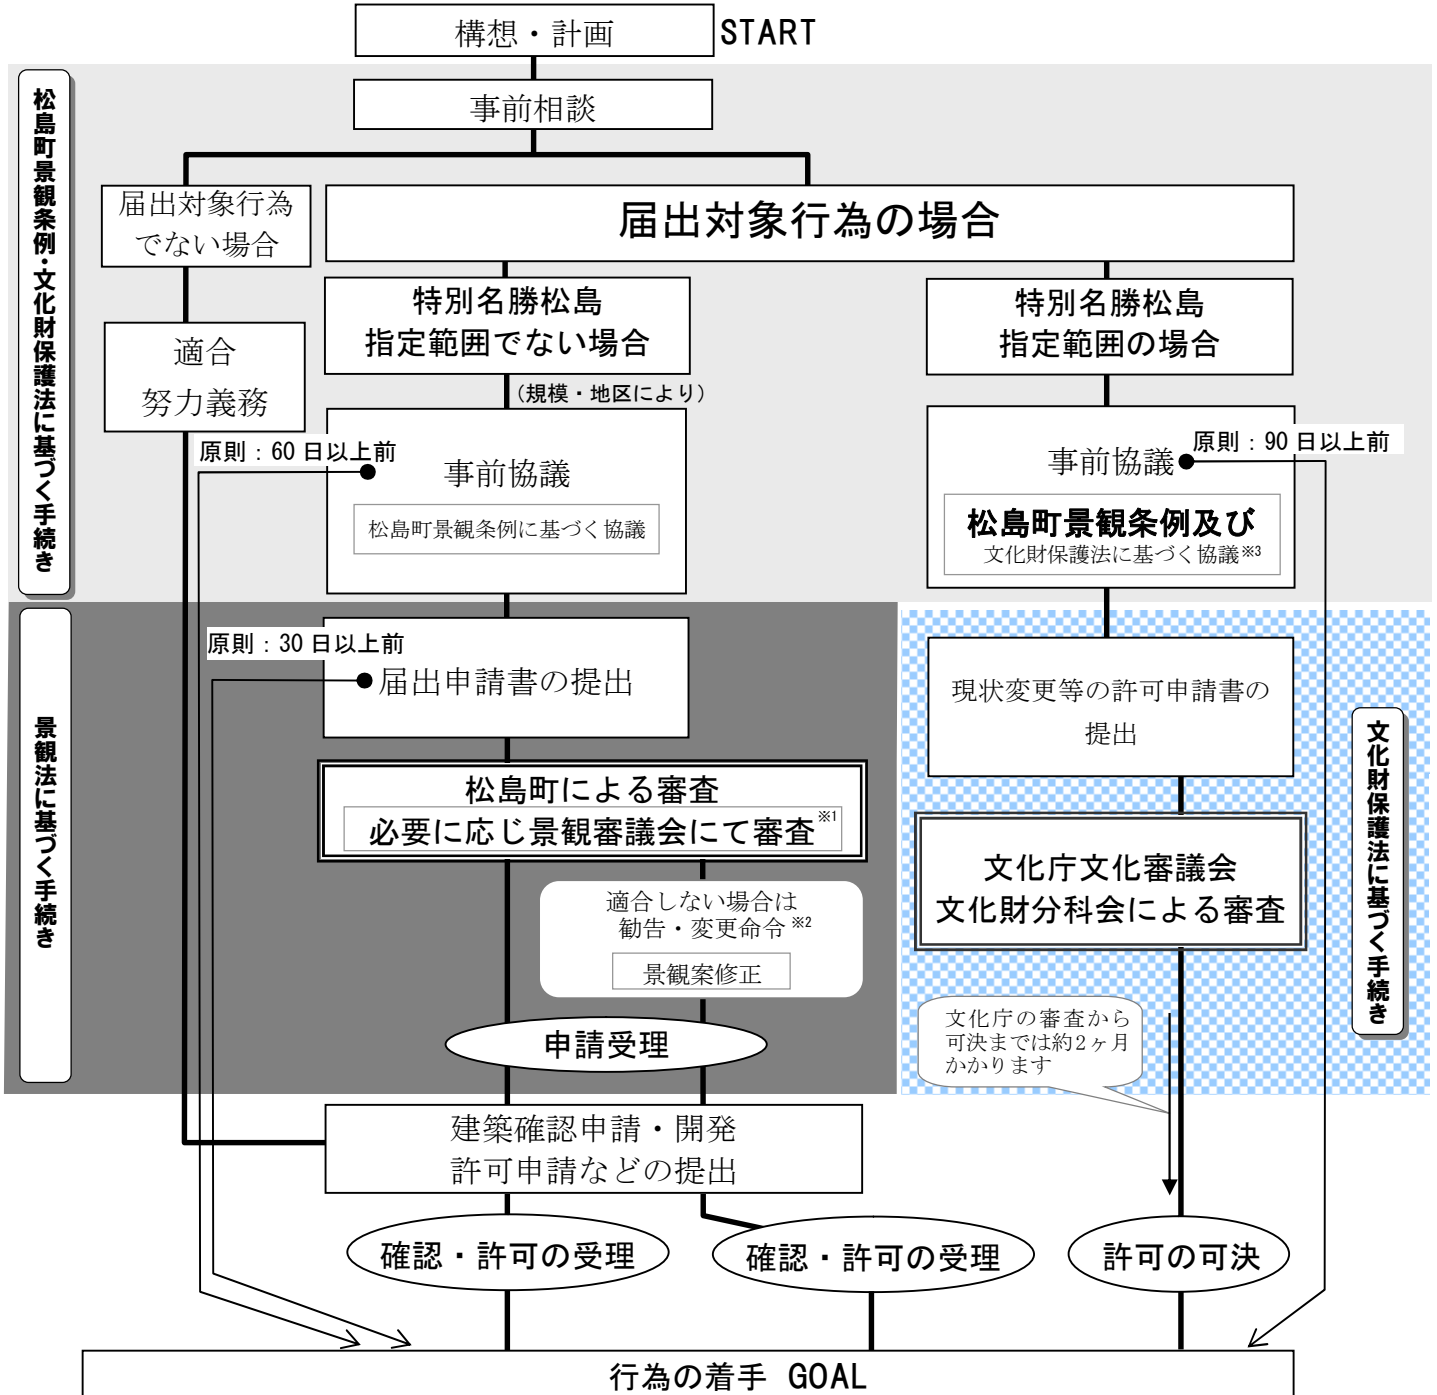 構想・計画
START
松島町景観条例・文化財保護法に基づく手続き
事前相談
届出対象行為
でない場合
届出対象行為の場合
適合
努力義務
特別名勝松島
指定範囲でない場合
特別名勝松島
指定範囲の場合
(規模・地区により)
原則：60日以上前
事前協議
松島町景観条例に基づく協議
原則：90日以上前
事前協議
松島町景観条例及び
文化財保護法に基づく協議※3
景観法に基づく手続き
原則：30日以上前
届出申請書の提出
松島町による審査
必要に応じ景観審議会にて審査※1
適合しない場合は
勧告・変更命令※2
景観案修正
申請受理
文化財保護法に基づく手続き
現状変更等の許可申請書の
提出
文化庁文化審議会
文化財分科会による審査
文化庁の審査から
可決までは約2ヶ月
かかります
建築確認申請・開発
許可申請などの提出
確認・許可の受理
確認・許可の受理
許可の可決
行為の着手 GOAL